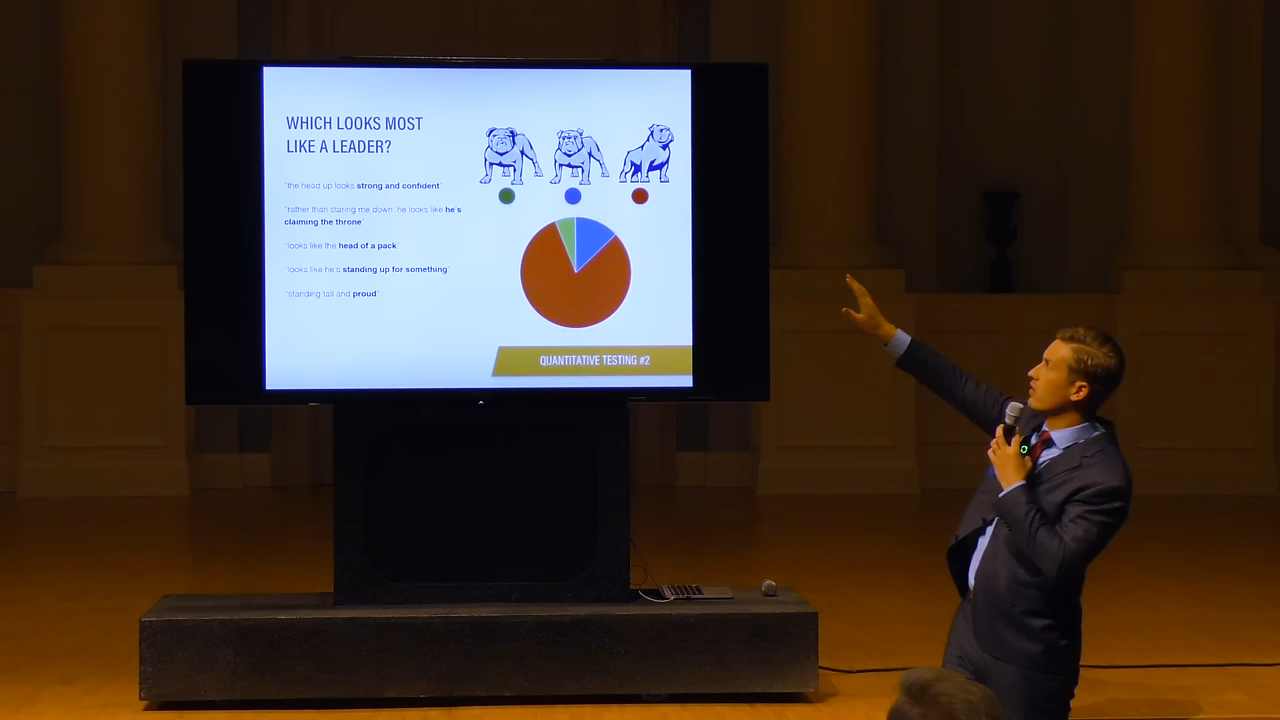 WHICH LOOKS MOST
LIKE A LEADER?
"the head up looks strong and confident"
"rather than staring me down, he looks like he's
claiming the throne"
"looks like the head of a pack"
"looks like he's standing up for something"
"standing tall and proud"
QUANTITATIVE TESTING #2